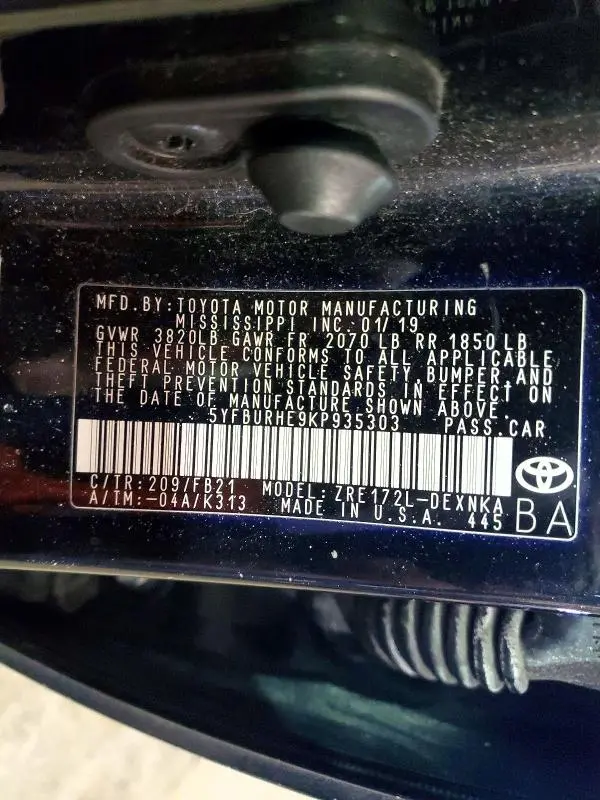 MFD. BY: TOYOTA MOTOR MANUFACTURING
MISSISSIPPI INC. 01/19
GVWR 3820LB GAWR FR 2070 LB RR 1850 LB
THIS VEHICLE CONFORMS TO ALL APPLICABLE
FEDERAL MOTOR VEHICLE SAFETY, BUMPER, AND
THEFT PREVENTION STANDARDS IN EFFECT ON
THE DATE OF MANUFACTURE SHOWN ABOVE.
5YFBURHE9KP935303 PASS. CAR
C/TR: 209/FB21 MODEL: ZRE172L-DEXNKA
A/TM: -04A/K313 MADE IN U.S.A. 445 BA